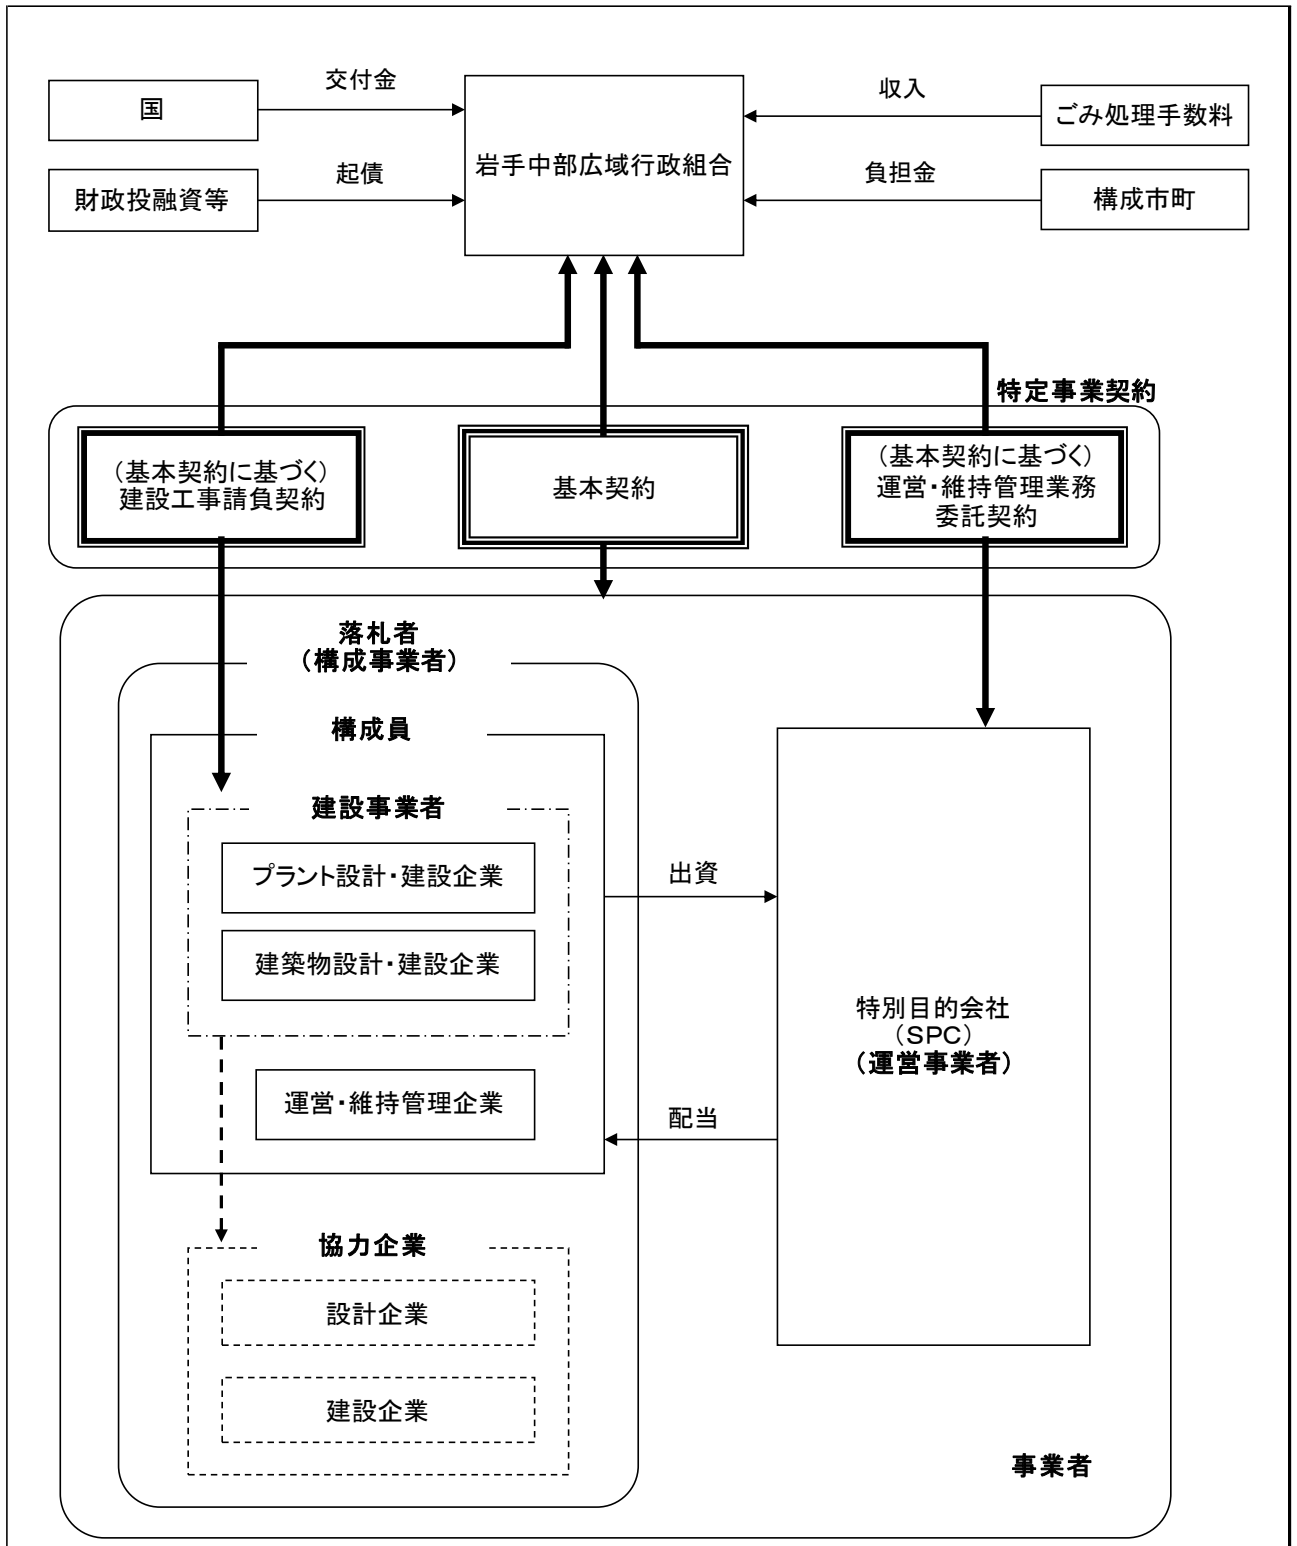 交付金
国
岩手中部広域行政組合
収入
ごみ処理手数料
起債
財政投融資等
負担金
構成市町
特定事業契約
（基本契約に基づく）
建設工事請負契約
基本契約
（基本契約に基づく）
運営・維持管理業務
委託契約
落札者
（構成事業者）
構成員
建設事業者
プラント設計・建設企業
建築物設計・建設企業
運営・維持管理企業
出資
配当
特別目的会社
（SPC）
（運営事業者）
協力企業
設計企業
建設企業
事業者